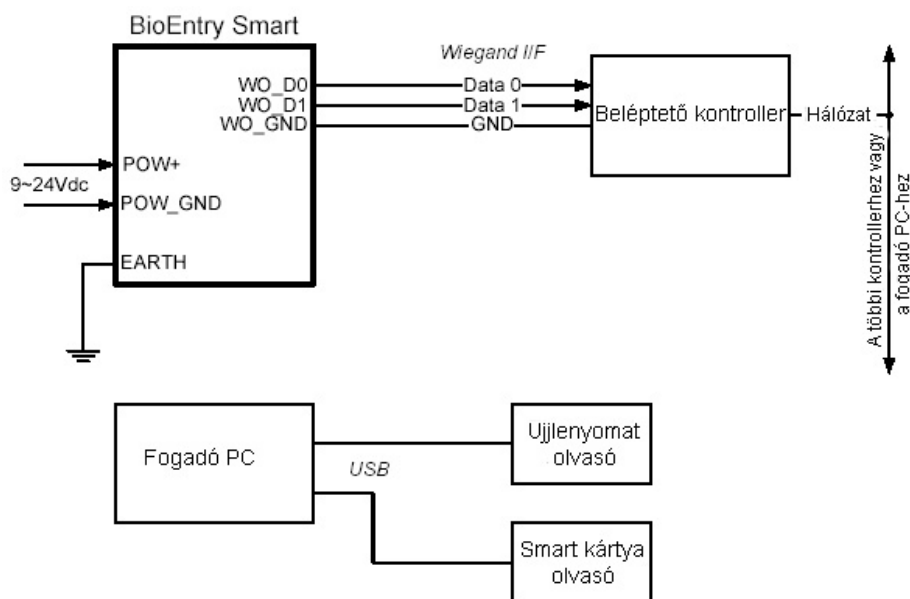 BioEntry Smart
Wiegand I/F
WO_D0
Data 0
WO_D1
Data 1
WO_GND
GND
Beléptető kontroller
Hálózat
POW+
9~24Vdc
POW_GND
EARTH
A többi kontrollerhez vagy
a fogadó PC-hez
Fogadó PC
USB
Ujjlenyomat
olvasó
Smart kártya
olvasó